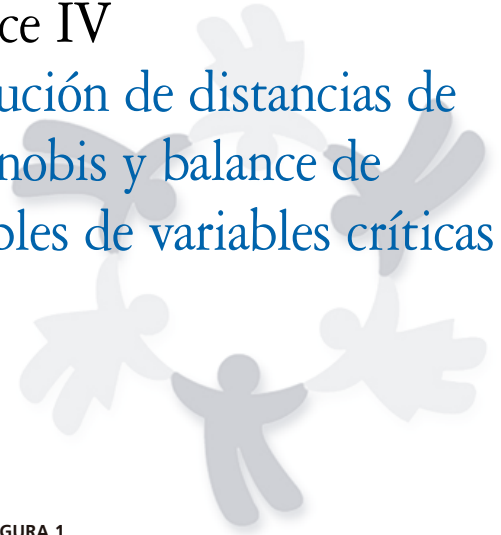 ce IV
ución de distancias de
nobis y balance de
bles de variables críticas
GURA 1